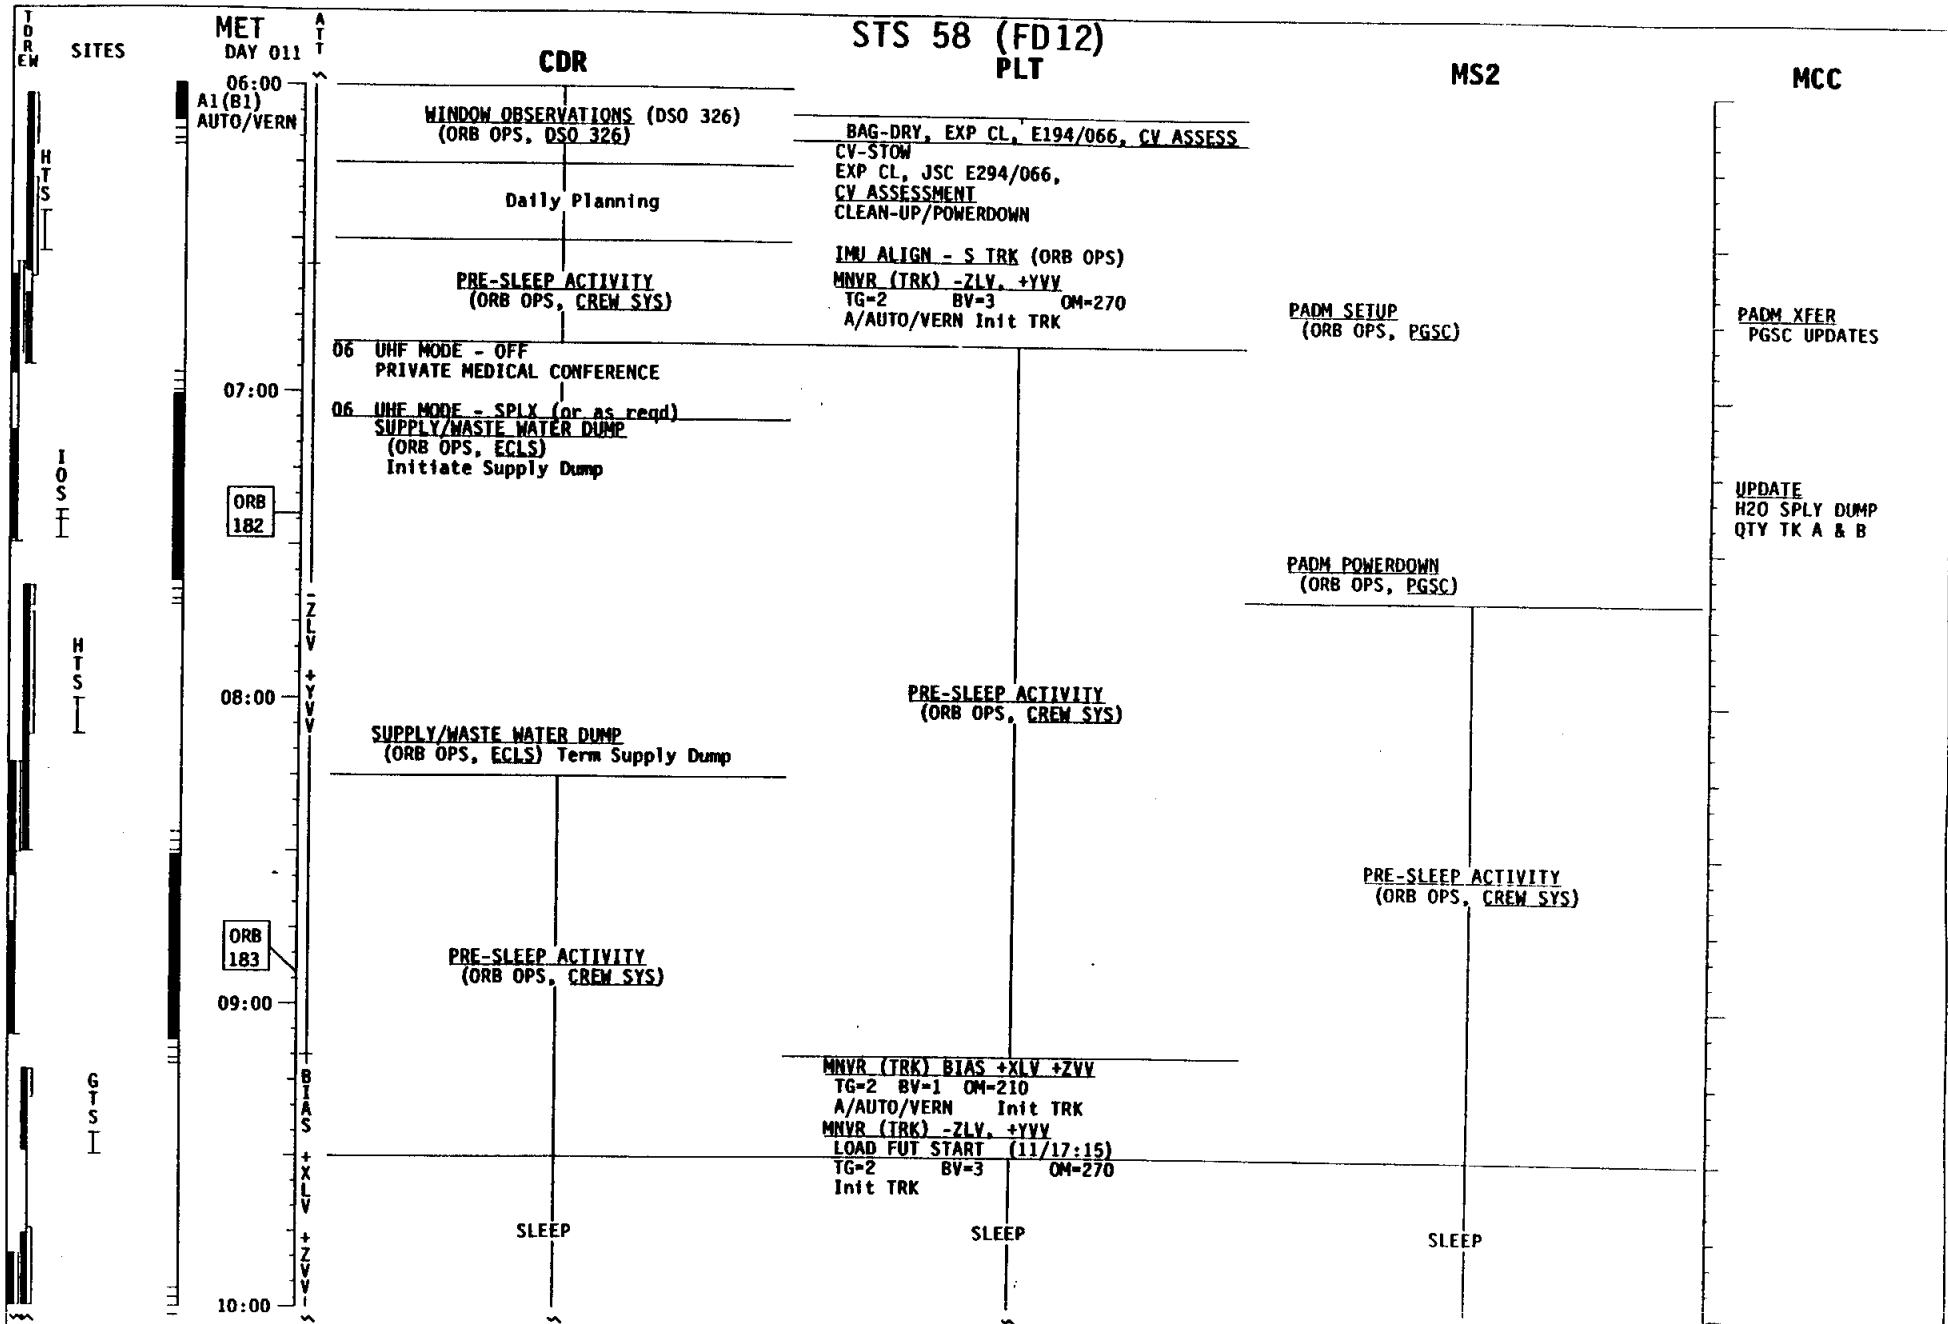 STS 58 (FD12)
TDREW
SITES
MET
DAY 011
ATT
CDR
PLT
MS2
MCC
06:00
A1(B1)
AUTO/VERN
07:00
08:00
09:00
10:00
HTS
IOS
HTS
GTS
ORB
182
ORB
183
-ZLV +YVV
BIAS +XLV +ZVV
WINDOW OBSERVATIONS (DSO 326)
(ORB OPS, DSO 326)
Daily Planning
PRE-SLEEP ACTIVITY
(ORB OPS, CREW SYS)
06 UHF MODE - OFF
PRIVATE MEDICAL CONFERENCE
06 UHF MODE - SPLX (or as reqd)
SUPPLY/WASTE WATER DUMP
(ORB OPS, ECLS)
Initiate Supply Dump
SUPPLY/WASTE WATER DUMP
(ORB OPS, ECLS) Term Supply Dump
PRE-SLEEP ACTIVITY
(ORB OPS, CREW SYS)
SLEEP
BAG-DRY, EXP CL, E194/066, CV ASSESS
CV-STOW
EXP CL, JSC E294/066,
CV ASSESSMENT
CLEAN-UP/POWERDOWN
IMU ALIGN - S TRK (ORB OPS)
MNVR (TRK) -ZLV, +YVV
TG=2 BV=3 OM=270
A/AUTO/VERN Init TRK
PRE-SLEEP ACTIVITY
(ORB OPS, CREW SYS)
MNVR (TRK) BIAS +XLV +ZVV
TG=2 BV=1 OM=210
A/AUTO/VERN Init TRK
MNVR (TRK) -ZLV, +YVV
LOAD FUT START (11/17:15)
TG=2 BV=3 OM=270
Init TRK
SLEEP
PADM SETUP
(ORB OPS, PGSC)
PADM POWERDOWN
(ORB OPS, PGSC)
PRE-SLEEP ACTIVITY
(ORB OPS, CREW SYS)
SLEEP
PADM XFER
PGSC UPDATES
UPDATE
H2O SPLY DUMP
QTY TK A & B